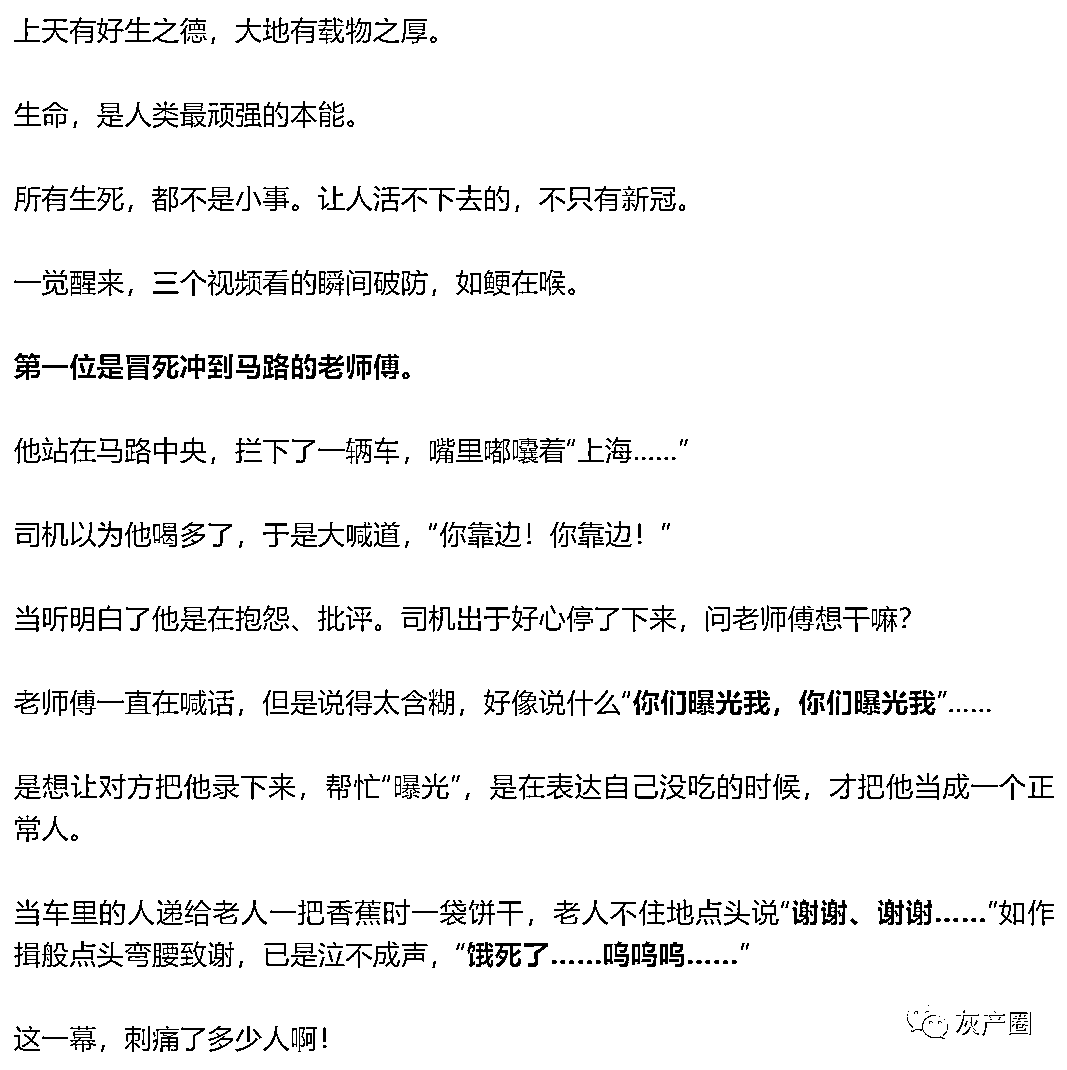 上天有好生之德，大地有载物之厚。
生命，是人类最顽强的本能。
所有生死，都不是小事。让人活不下去的，不只有新冠。
一觉醒来，三个视频看的瞬间破防，如鲠在喉。
第一位是冒死冲到马路的老师傅。
他站在马路中央，拦下了一辆车，嘴里嘟囔着“上海……”
司机以为他喝多了，于是大喊道，“你靠边！你靠边！”
当听明白了他是在抱怨、批评。司机出于好心停了下来，问老师傅想干嘛？
老师傅一直在喊话，但是说得太含糊，好像说什么“你们曝光我，你们曝光我”……
是想让对方把他录下来，帮忙“曝光”，是在表达自己没吃的时候，才把他当成一个正
常人。
当车里的人递给老人一把香蕉时一袋饼干，老人不住地点头说“谢谢、谢谢……”如作
揖般点头弯腰致谢，已是泣不成声，“饿死了……呜呜呜……”
这一幕，刺痛了多少人啊！
灰产圈